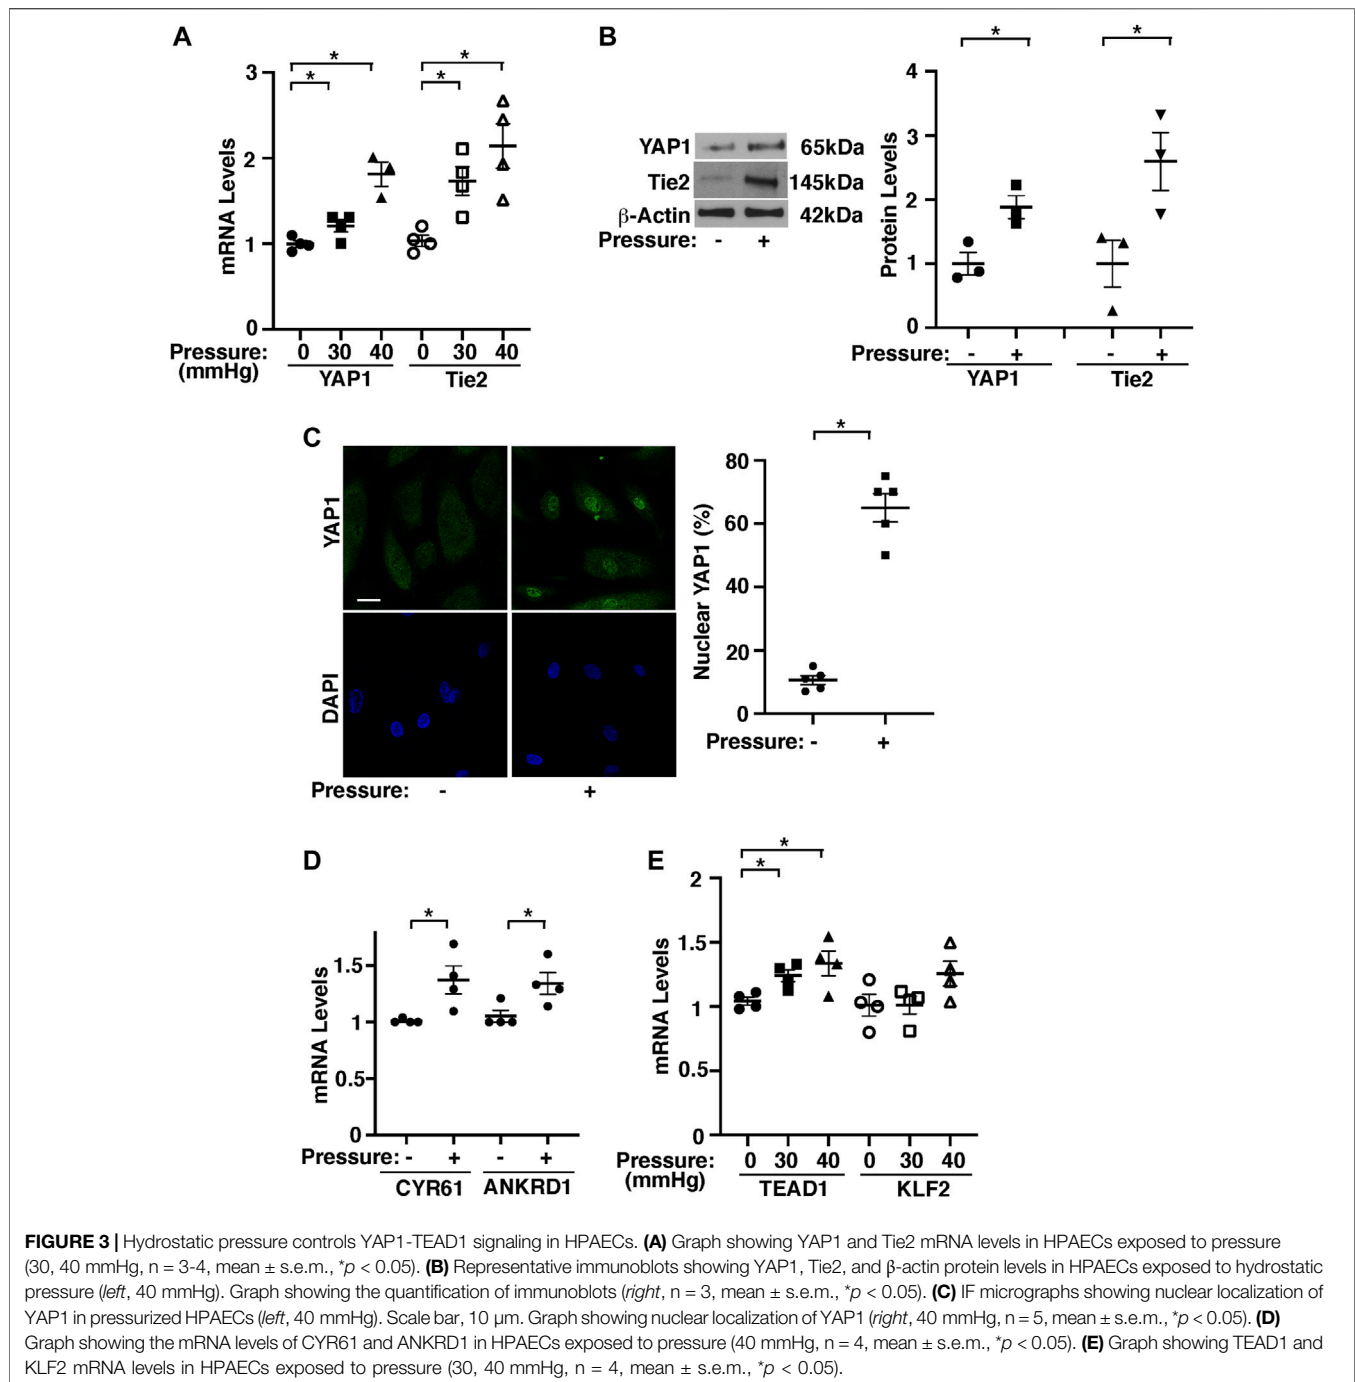 A
B
*
*
*
*
3
2
1
0
mRNA Levels
Pressure: 0 30 40 0 30 40
(mmHg) YAP1 Tie2
YAP1 65kDa
Tie2 145kDa
β-Actin 42kDa
Pressure: - +
*
*
4
3
2
1
0
Protein Levels
Pressure: - + - +
YAP1 Tie2
C
YAP1
DAPI
Pressure: - +
*
80
60
40
20
0
Nuclear YAP1 (%)
Pressure: - +
D
*
*
1.5
1
0.5
0
mRNA Levels
Pressure: - + - +
CYR61 ANKRD1
E
*
*
2
1.5
1
0.5
0
mRNA Levels
Pressure: 0 30 40 0 30 40
(mmHg) TEAD1 KLF2
FIGURE 3 | Hydrostatic pressure controls YAP1-TEAD1 signaling in HPAECs. (A) Graph showing YAP1 and Tie2 mRNA levels in HPAECs exposed to pressure
(30, 40 mmHg, n = 3-4, mean ± s.e.m., *p < 0.05). (B) Representative immunoblots showing YAP1, Tie2, and β-actin protein levels in HPAECs exposed to hydrostatic
pressure (left, 40 mmHg). Graph showing the quantification of immunoblots (right, n = 3, mean ± s.e.m., *p < 0.05). (C) IF micrographs showing nuclear localization of
YAP1 in pressurized HPAECs (left, 40 mmHg). Scale bar, 10 μm. Graph showing nuclear localization of YAP1 (right, 40 mmHg, n = 5, mean ± s.e.m., *p < 0.05). (D)
Graph showing the mRNA levels of CYR61 and ANKRD1 in HPAECs exposed to pressure (40 mmHg, n = 4, mean ± s.e.m., *p < 0.05). (E) Graph showing TEAD1 and
KLF2 mRNA levels in HPAECs exposed to pressure (30, 40 mmHg, n = 4, mean ± s.e.m., *p < 0.05).